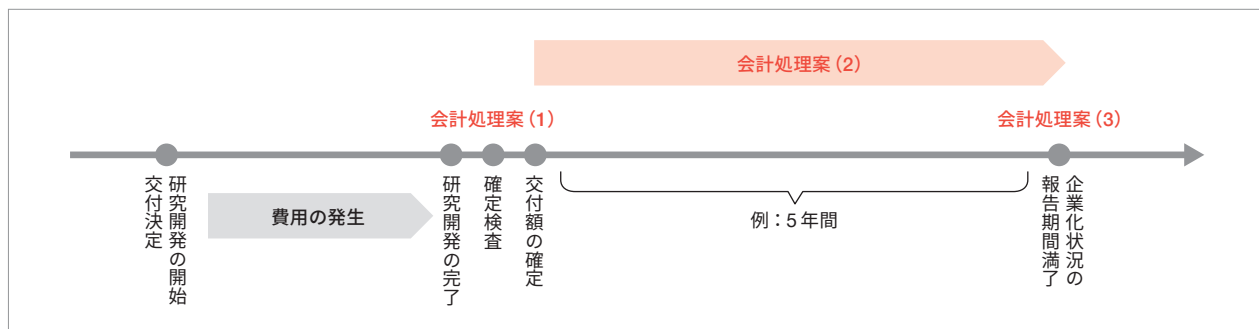 会計処理案（2）
会計処理案（1）
会計処理案（3）
研究開発の開始
交付決定
費用の発生
研究開発の完了
確定検査
交付額の確定
例：5年間
企業化状況の
報告期間満了